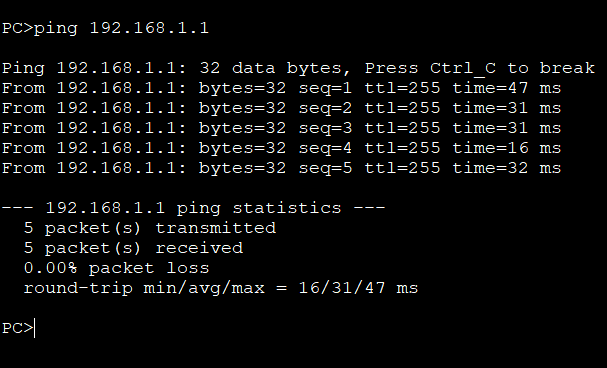 PC>ping 192.168.1.1
Ping 192.168.1.1: 32 data bytes, Press Ctrl_C to break
From 192.168.1.1: bytes=32 seq=1 ttl=255 time=47 ms
From 192.168.1.1: bytes=32 seq=2 ttl=255 time=31 ms
From 192.168.1.1: bytes=32 seq=3 ttl=255 time=31 ms
From 192.168.1.1: bytes=32 seq=4 ttl=255 time=16 ms
From 192.168.1.1: bytes=32 seq=5 ttl=255 time=32 ms
--- 192.168.1.1 ping statistics ---
5 packet(s) transmitted
5 packet(s) received
0.00% packet loss
round-trip min/avg/max = 16/31/47 ms
PC>